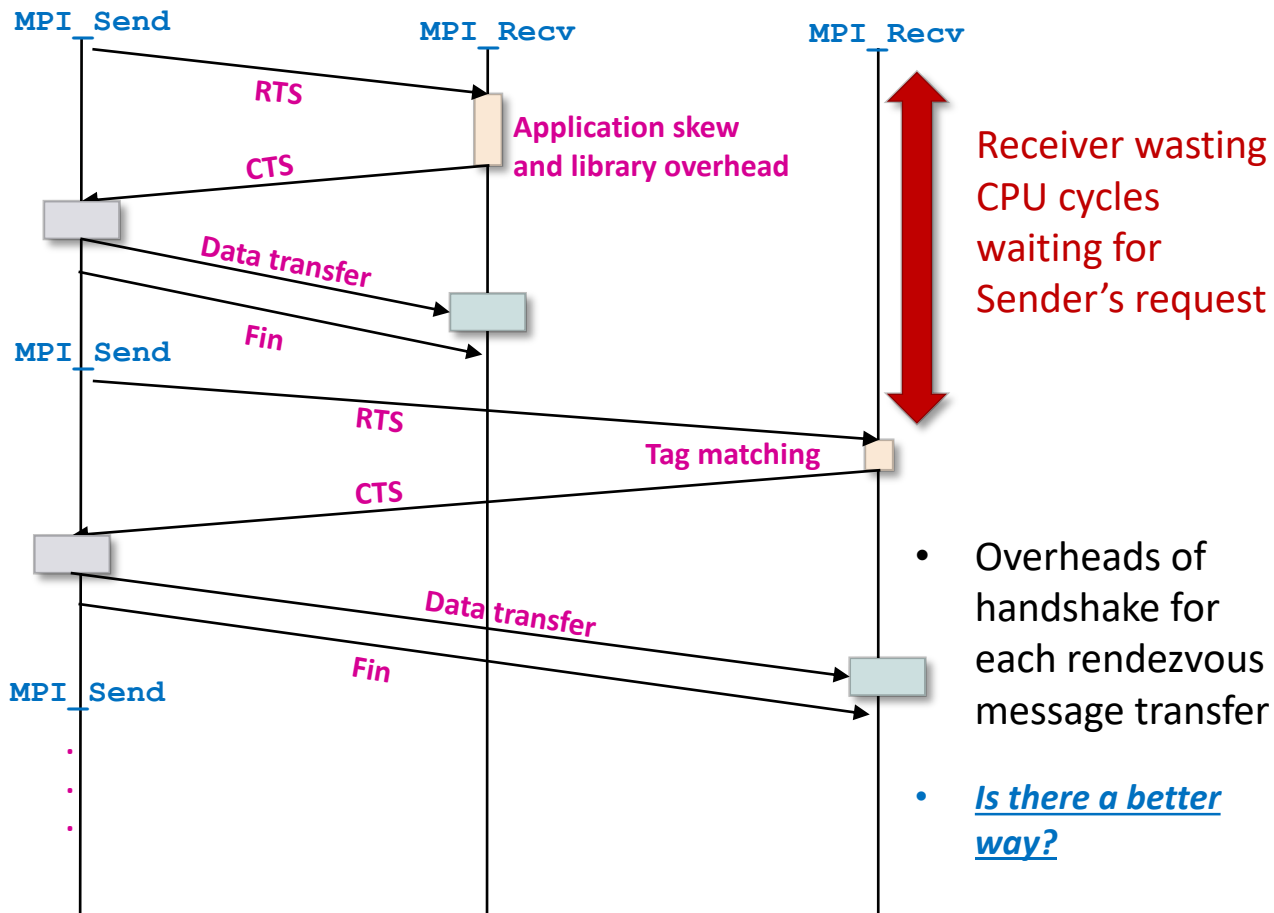 MPI_Send
MPI_Recv
MPI_Recv
RTS
Application skew
and library overhead
CTS
Data transfer
Fin
MPI_Send
RTS
Tag matching
CTS
Data transfer
Fin
MPI_Send
.
.
.
Receiver wasting
CPU cycles
waiting for
Sender’s request
• Overheads of
handshake for
each rendezvous
message transfer
• Is there a better
way?